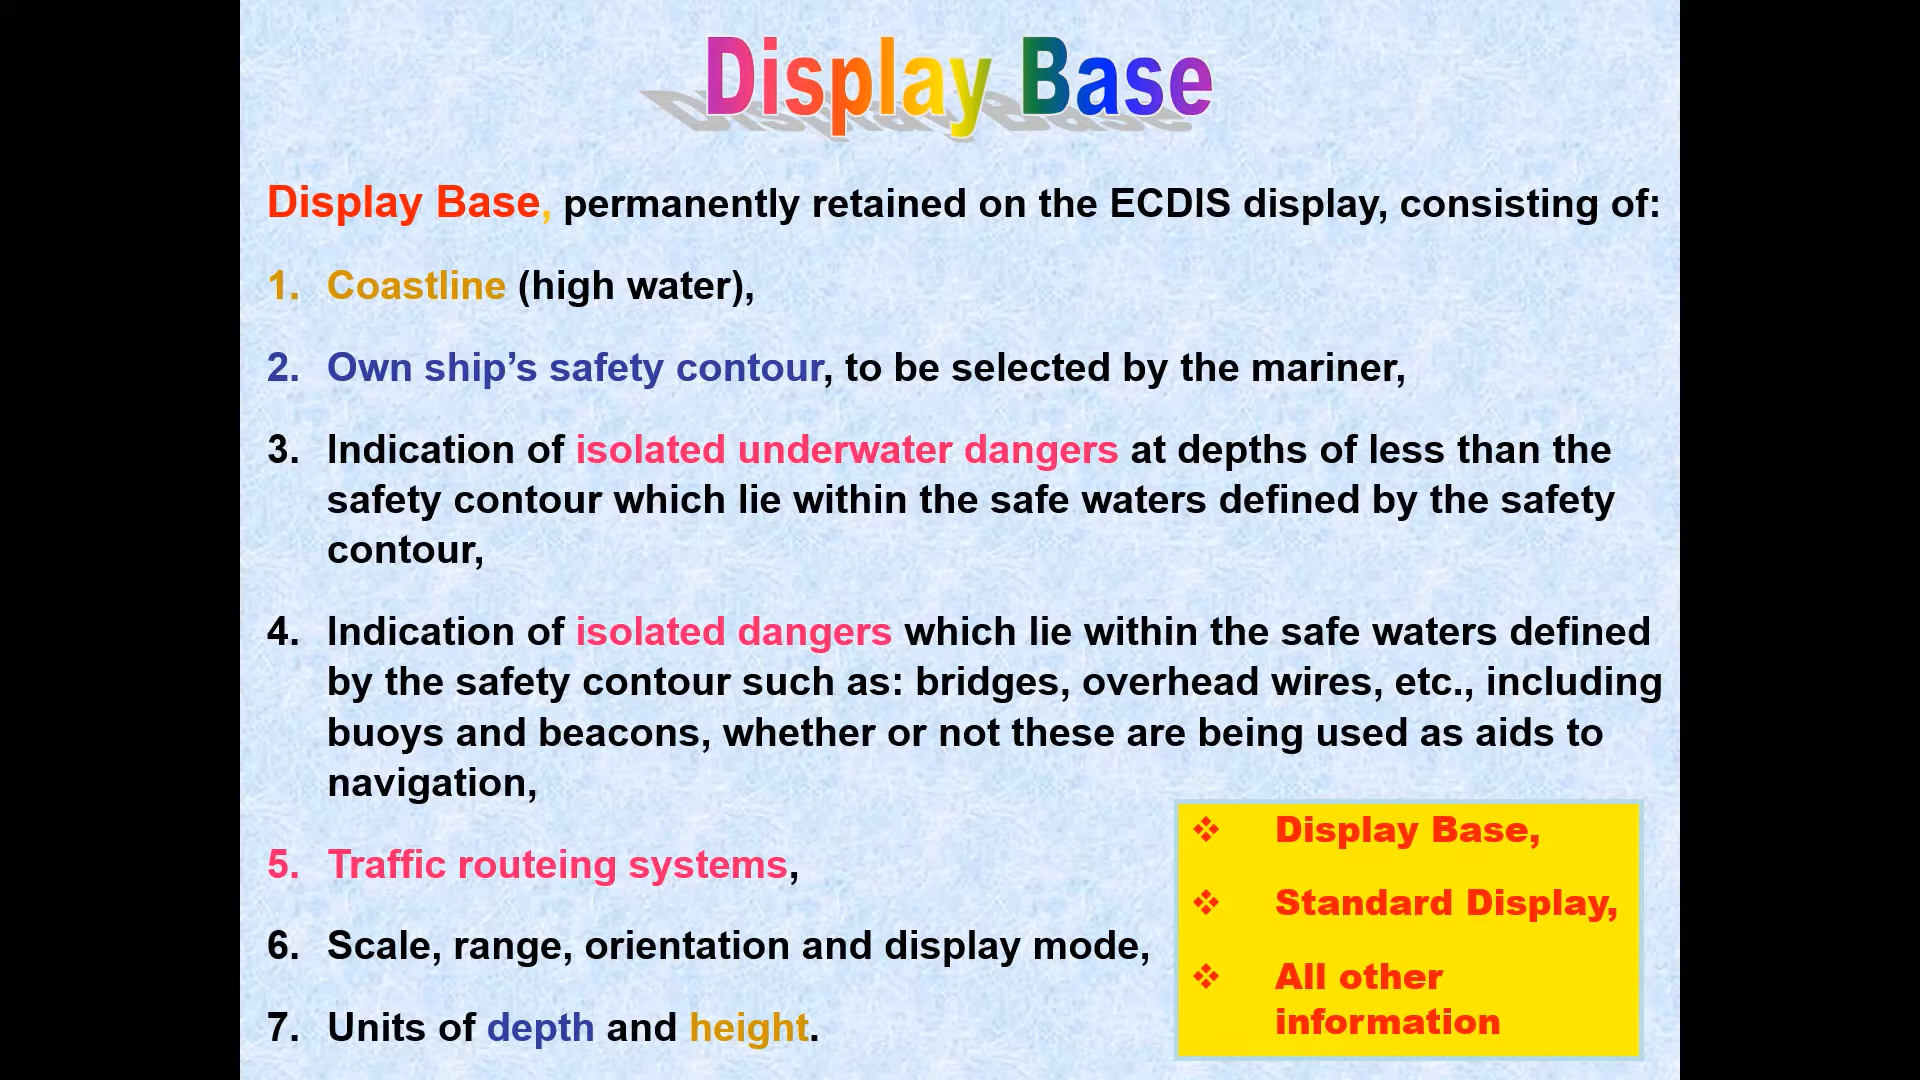 Display Base
Display Base, permanently retained on the ECDIS display, consisting of:
1. Coastline (high water),
2. Own ship’s safety contour, to be selected by the mariner,
3. Indication of isolated underwater dangers at depths of less than the
safety contour which lie within the safe waters defined by the safety
contour,
4. Indication of isolated dangers which lie within the safe waters defined
by the safety contour such as: bridges, overhead wires, etc., including
buoys and beacons, whether or not these are being used as aids to
navigation,
5. Traffic routeing systems,
6. Scale, range, orientation and display mode,
7. Units of depth and height.
❖ Display Base,
❖ Standard Display,
❖ All other
information